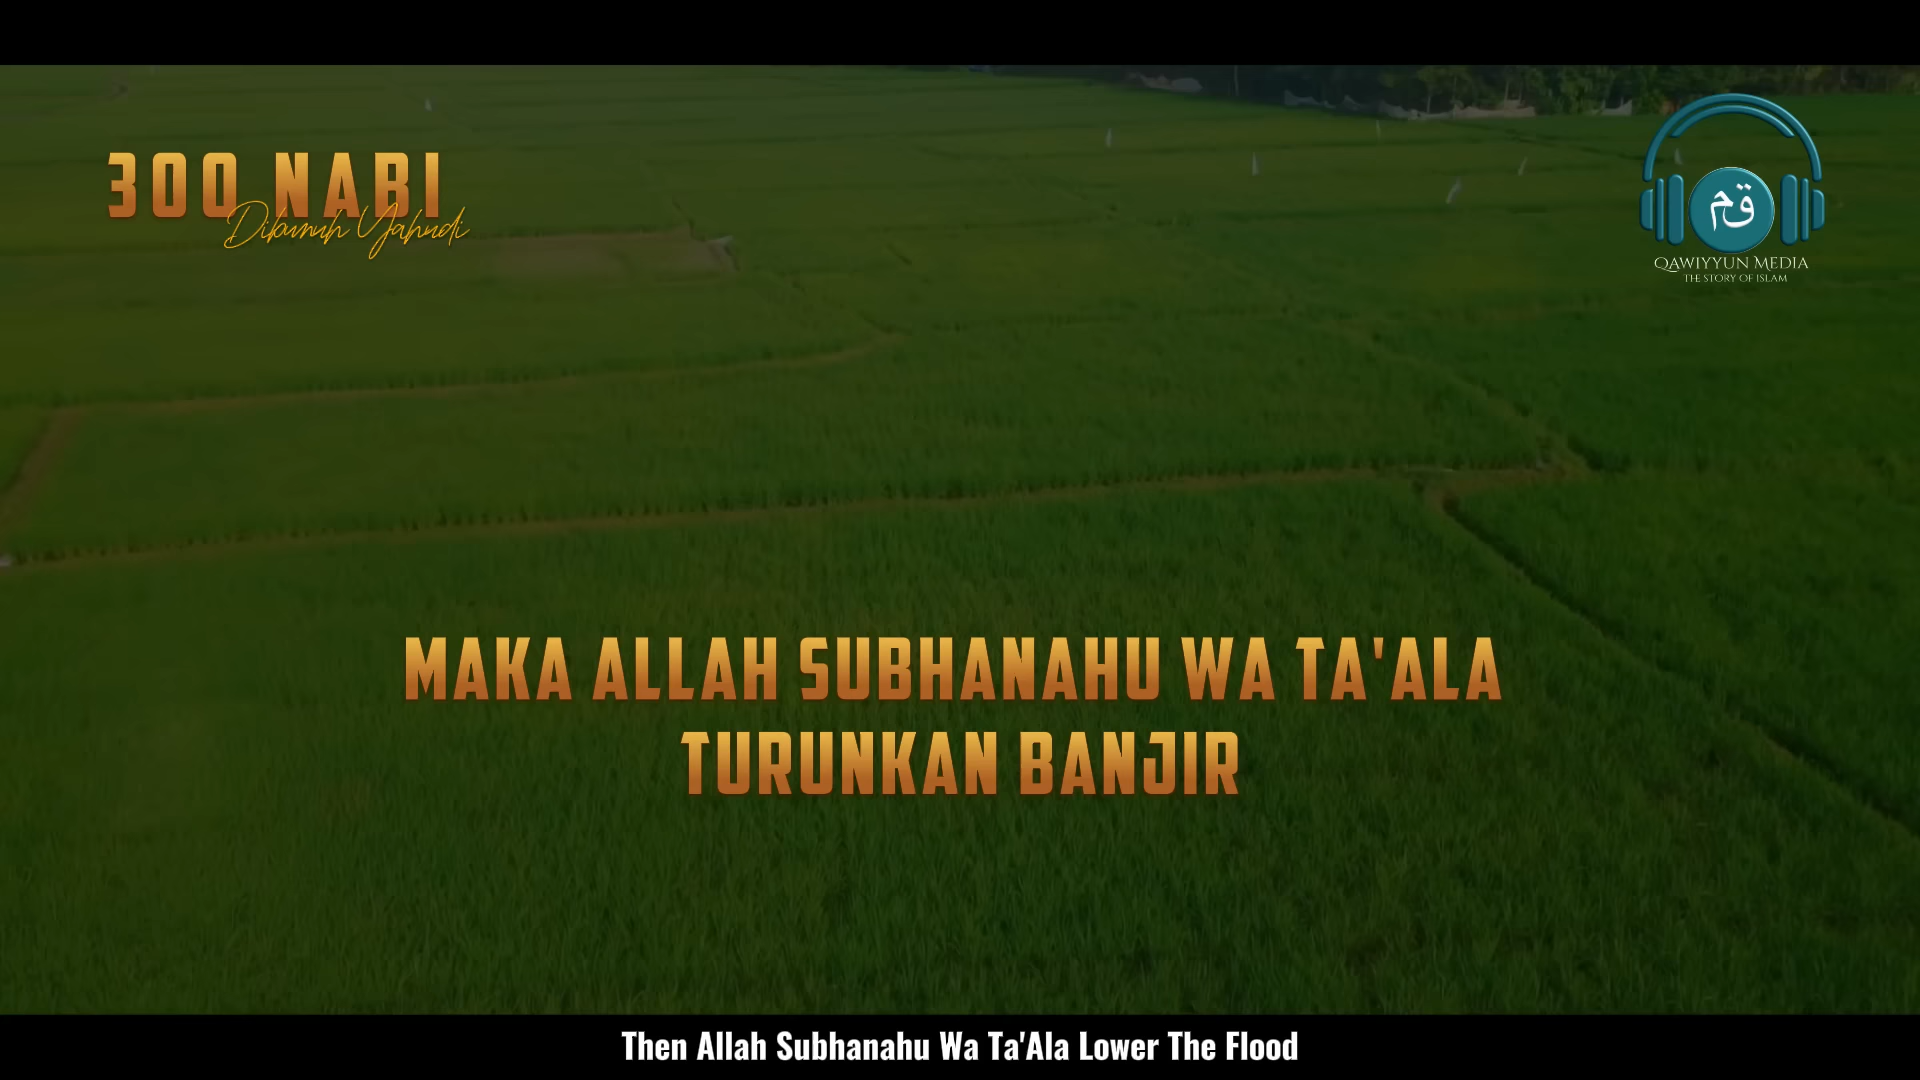 300 NABI
Dibunuh Yahudi
قم
QAWIYYUN MEDIA
THE STORY OF ISLAM
MAKA ALLAH SUBHANAHU WA TA'ALA
TURUNKAN BANJIR
Then Allah Subhanahu Wa Ta'Ala Lower The Flood